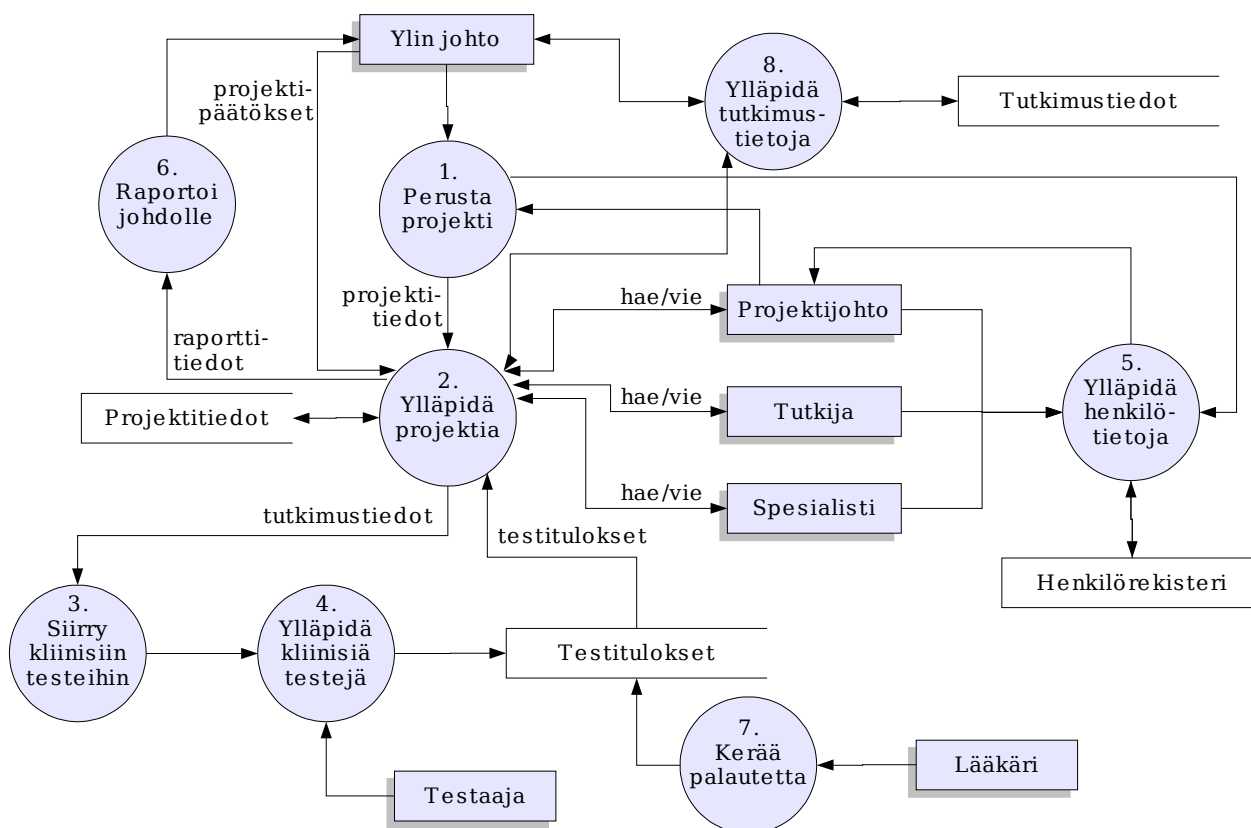 Ylin johto
projekti-
päätökset
8.
Ylläpidä
tutkimus-
tietoja
Tutkimustiedot
6.
Raportoi
johdolle
1.
Perusta
projekti
projekti-
tiedot
hae/vie
Projektijohto
raportti-
tiedot
2.
Ylläpidä
projektia
hae/vie
Tutkija
5.
Ylläpidä
henkilö-
tietoja
Projektitiedot
hae/vie
Spesialisti
tutkimustiedot
testitulokset
Henkilörekisteri
3.
Siirry
kliinisiin
testeihin
4.
Ylläpidä
kliinisiä
testejä
Testitulokset
7.
Kerää
palautetta
Lääkäri
Testaaja